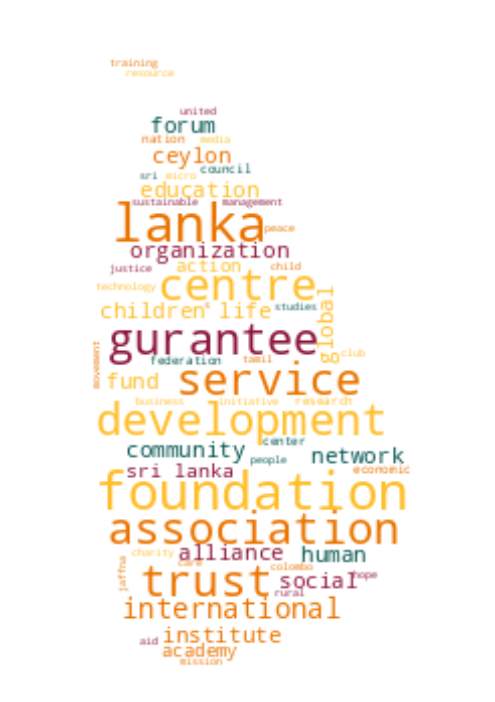 training
resource
united
forum
nation media
ceylon
council
sri micro
education
sustainable management
lanka
peace
organization
justice action child
technology centre
children' life studies
global
gurantee
movement
federation tamil club
fund service
business initiative research
development
center
community network
people
sri lanka economic
foundation
association
charity alliance human
jaffna
care colombo
trust social hope
rural
international
aid institute
academy
mission